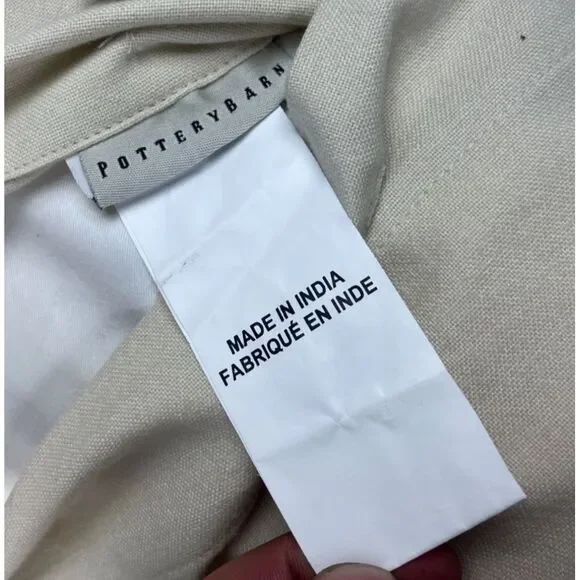 POTTERYBARN
MADE IN INDIA
FABRIQUÉ EN INDE